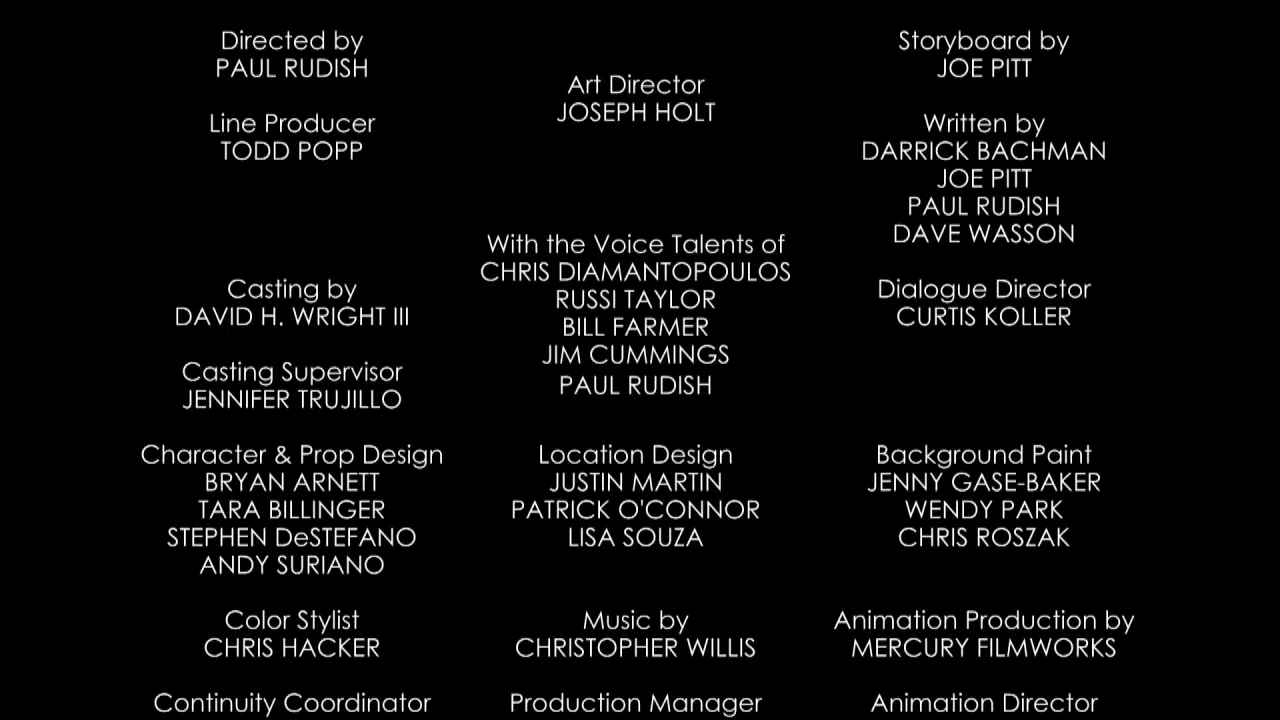 Directed by
PAUL RUDISH
Line Producer
TODD POPP
Art Director
JOSEPH HOLT
Storyboard by
JOE PITT
Written by
DARRICK BACHMAN
JOE PITT
PAUL RUDISH
DAVE WASSON
Casting by
DAVID H. WRIGHT III
Casting Supervisor
JENNIFER TRUJILLO
With the Voice Talents of
CHRIS DIAMANTOPOULOS
RUSSI TAYLOR
BILL FARMER
JIM CUMMINGS
PAUL RUDISH
Dialogue Director
CURTIS KOLLER
Character & Prop Design
BRYAN ARNETT
TARA BILLINGER
STEPHEN DeSTEFANO
ANDY SURIANO
Location Design
JUSTIN MARTIN
PATRICK O'CONNOR
LISA SOUZA
Background Paint
JENNY GASE-BAKER
WENDY PARK
CHRIS ROSZAK
Color Stylist
CHRIS HACKER
Music by
CHRISTOPHER WILLIS
Animation Production by
MERCURY FILMWORKS
Continuity Coordinator
Production Manager
Animation Director